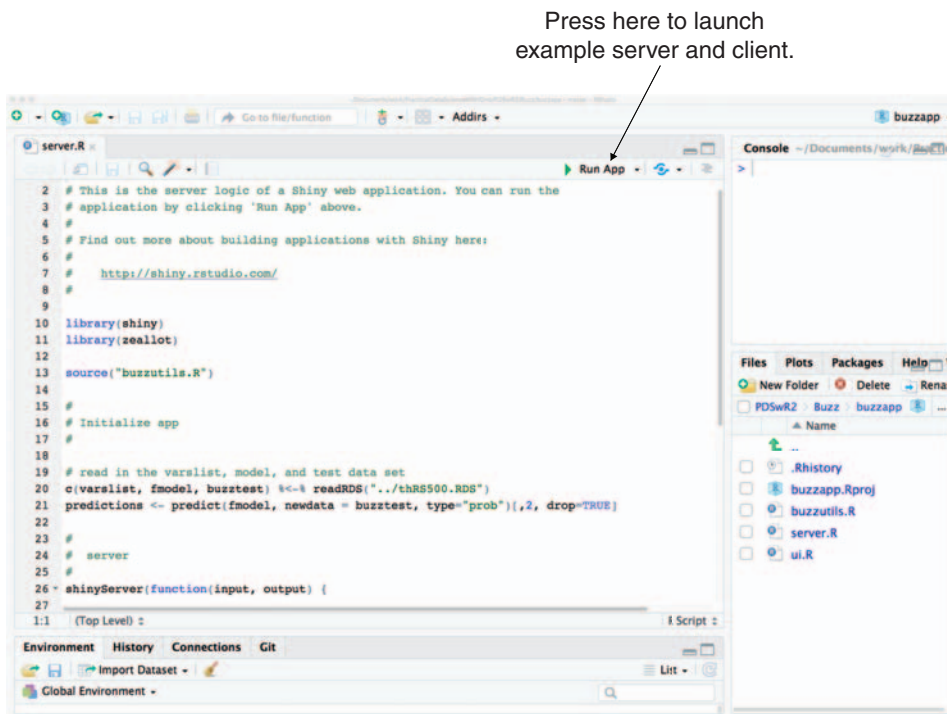 Press here to launch
example server and client.
Go to file/function
Addins
buzzapp
server.R
Run App
2 # This is the server logic of a Shiny web application. You can run the
3 # application by clicking 'Run App' above.
4 #
5 # Find out more about building applications with Shiny here:
6 #
7 #    http://shiny.rstudio.com/
8 #
9
10 library(shiny)
11 library(zeallot)
12
13 source("buzzutils.R")
14
15 #
16 # Initialize app
17 #
18
19 # read in the varslist, model, and test data set
20 c(varslist, fmodel, buzztest) %<-% readRDS("../thRS500.RDS")
21 predictions <- predict(fmodel, newdata = buzztest, type="prob")[,2, drop=TRUE]
22
23 #
24 #  server
25 #
26 shinyServer(function(input, output) {
27
1:1 (Top Level)
Script
Environment History Connections Git
Import Dataset
List
Global Environment
Console ~/Documents/work/
>
Files Plots Packages Help
New Folder Delete Rena
PDSwR2 Buzz buzzapp ...
Name
..
.Rhistory
buzzapp.Rproj
buzzutils.R
server.R
ui.R